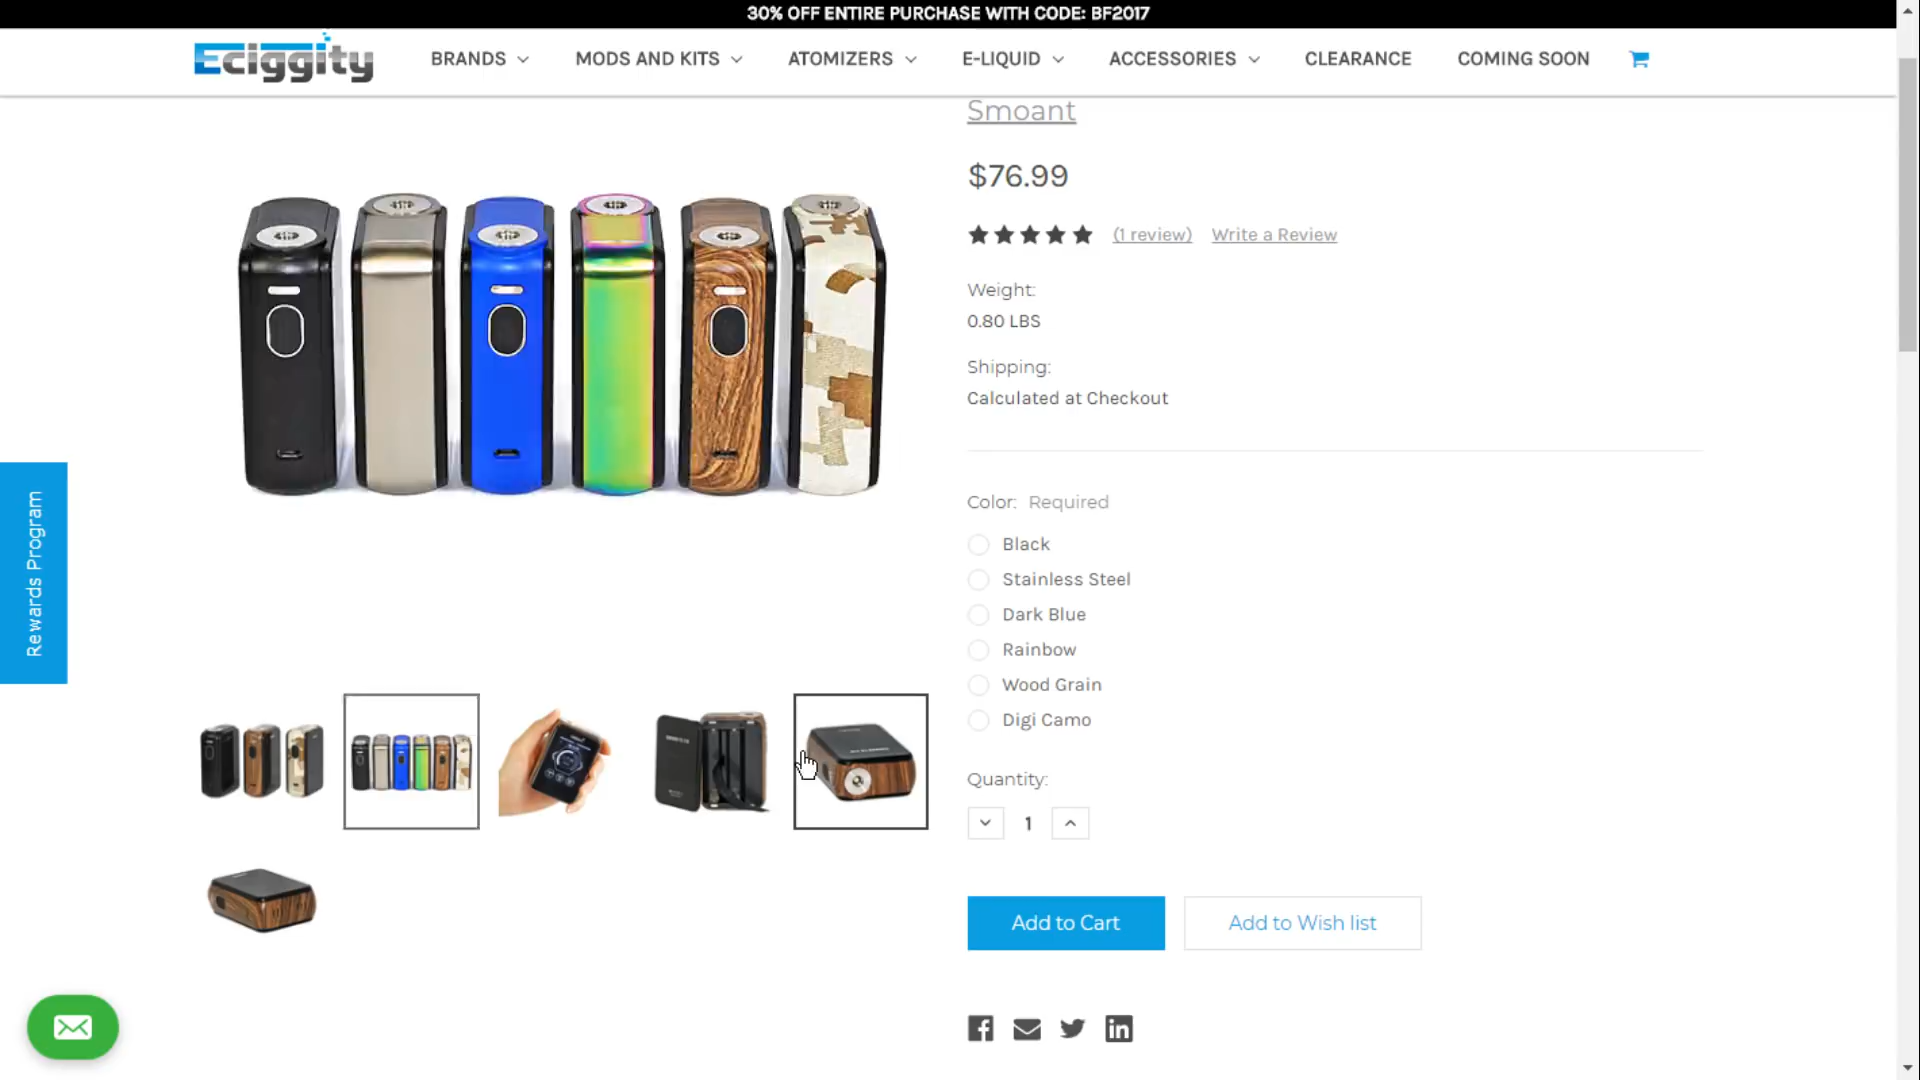 30% OFF ENTIRE PURCHASE WITH CODE: BF2017
Eciggity
BRANDS
MODS AND KITS
ATOMIZERS
E-LIQUID
ACCESSORIES
CLEARANCE
COMING SOON
Smoant
$76.99
(1 review)
Write a Review
Weight:
0.80 LBS
Shipping:
Calculated at Checkout
Color: Required
Black
Stainless Steel
Dark Blue
Rainbow
Wood Grain
Digi Camo
Quantity:
1
Add to Cart
Add to Wish list
Rewards Program